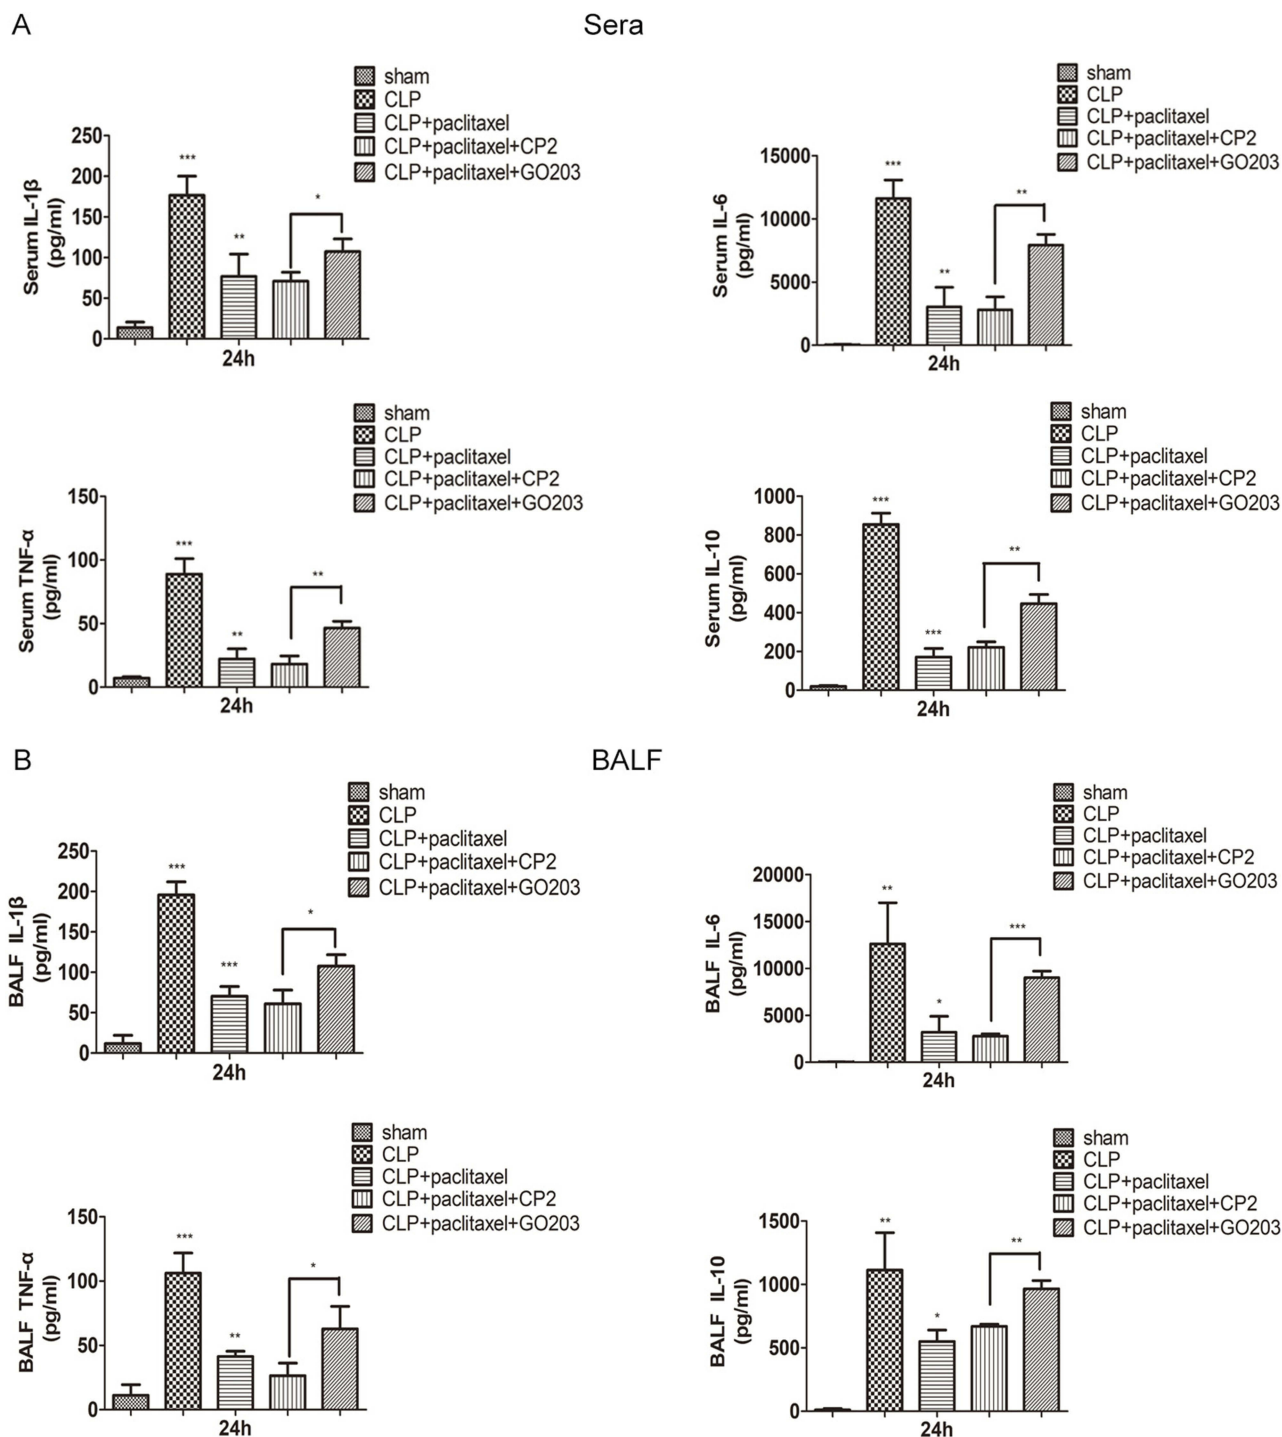 A
Sera
sham
CLP
CLP+paclitaxel
CLP+paclitaxel+CP2
CLP+paclitaxel+GO203
Serum IL-1β
(pg/ml)
250
200
150
100
50
0
***
**
*
24h
sham
CLP
CLP+paclitaxel
CLP+paclitaxel+CP2
CLP+paclitaxel+GO203
Serum IL-6
(pg/ml)
15000
10000
5000
0
***
**
**
24h
sham
CLP
CLP+paclitaxel
CLP+paclitaxel+CP2
CLP+paclitaxel+GO203
Serum TNF-α
(pg/ml)
150
100
50
0
***
**
**
24h
sham
CLP
CLP+paclitaxel
CLP+paclitaxel+CP2
CLP+paclitaxel+GO203
Serum IL-10
(pg/ml)
1000
800
600
400
200
0
***
***
**
24h
B
BALF
sham
CLP
CLP+paclitaxel
CLP+paclitaxel+CP2
CLP+paclitaxel+GO203
BALF IL-1β
(pg/ml)
250
200
150
100
50
0
***
***
*
24h
sham
CLP
CLP+paclitaxel
CLP+paclitaxel+CP2
CLP+paclitaxel+GO203
BALF IL-6
(pg/ml)
20000
15000
10000
5000
0
**
*
***
24h
sham
CLP
CLP+paclitaxel
CLP+paclitaxel+CP2
CLP+paclitaxel+GO203
BALF TNF-α
(pg/ml)
150
100
50
0
***
**
*
24h
sham
CLP
CLP+paclitaxel
CLP+paclitaxel+CP2
CLP+paclitaxel+GO203
BALF IL-10
(pg/ml)
1500
1000
500
0
**
*
**
24h